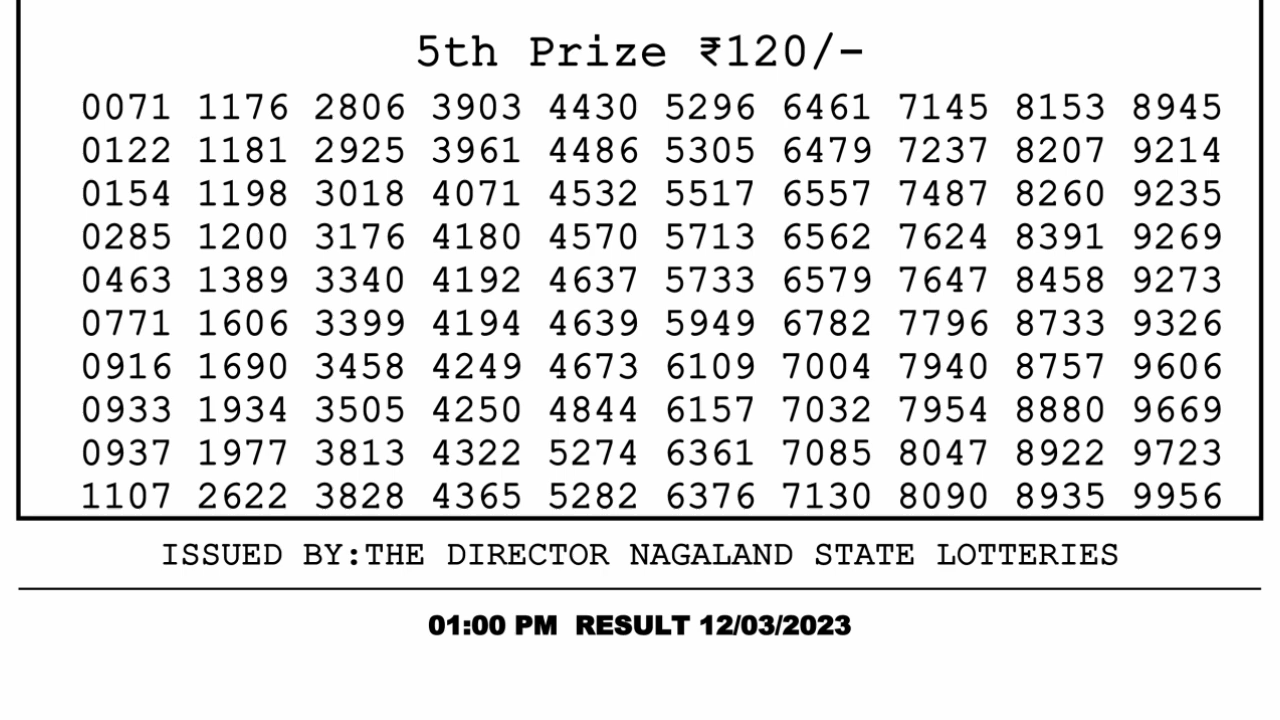 5th Prize ₹120/-
0071 1176 2806 3903 4430 5296 6461 7145 8153 8945
0122 1181 2925 3961 4486 5305 6479 7237 8207 9214
0154 1198 3018 4071 4532 5517 6557 7487 8260 9235
0285 1200 3176 4180 4570 5713 6562 7624 8391 9269
0463 1389 3340 4192 4637 5733 6579 7647 8458 9273
0771 1606 3399 4194 4639 5949 6782 7796 8733 9326
0916 1690 3458 4249 4673 6109 7004 7940 8757 9606
0933 1934 3505 4250 4844 6157 7032 7954 8880 9669
0937 1977 3813 4322 5274 6361 7085 8047 8922 9723
1107 2622 3828 4365 5282 6376 7130 8090 8935 9956
ISSUED BY:THE DIRECTOR NAGALAND STATE LOTTERIES
01:00 PM RESULT 12/03/2023